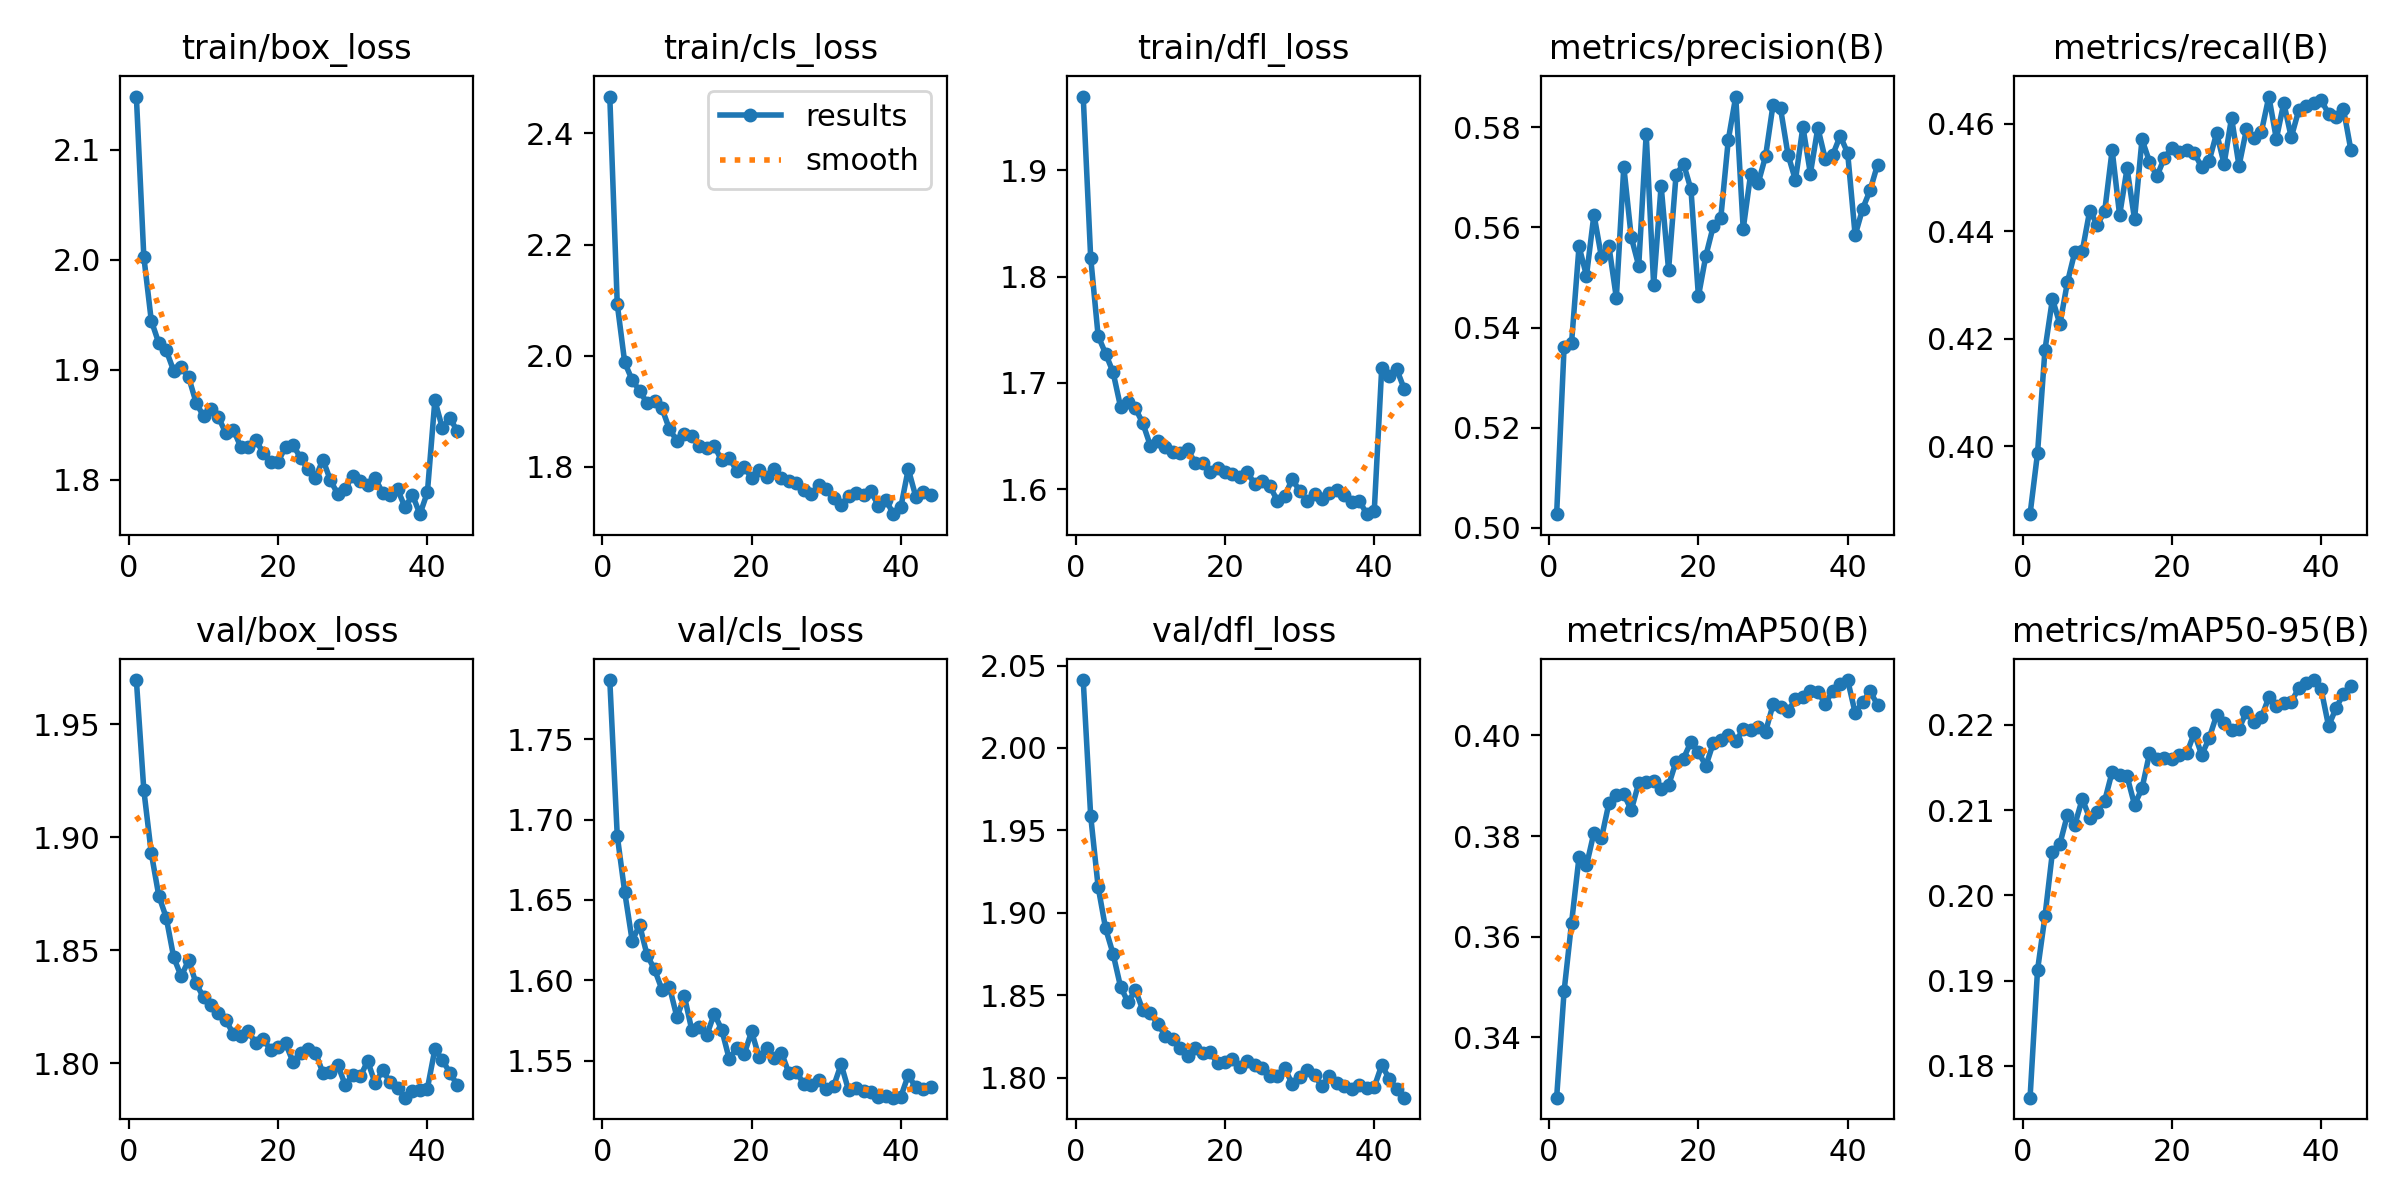 train/box_loss
2.1
2.0
1.9
1.8
0 20 40
train/cls_loss
results
smooth
2.4
2.2
2.0
1.8
0 20 40
train/dfl_loss
1.9
1.8
1.7
1.6
0 20 40
metrics/precision(B)
0.58
0.56
0.54
0.52
0.50
0 20 40
metrics/recall(B)
0.46
0.44
0.42
0.40
0 20 40
val/box_loss
1.95
1.90
1.85
1.80
0 20 40
val/cls_loss
1.75
1.70
1.65
1.60
1.55
0 20 40
val/dfl_loss
2.05
2.00
1.95
1.90
1.85
1.80
0 20 40
metrics/mAP50(B)
0.40
0.38
0.36
0.34
0 20 40
metrics/mAP50-95(B)
0.22
0.21
0.20
0.19
0.18
0 20 40